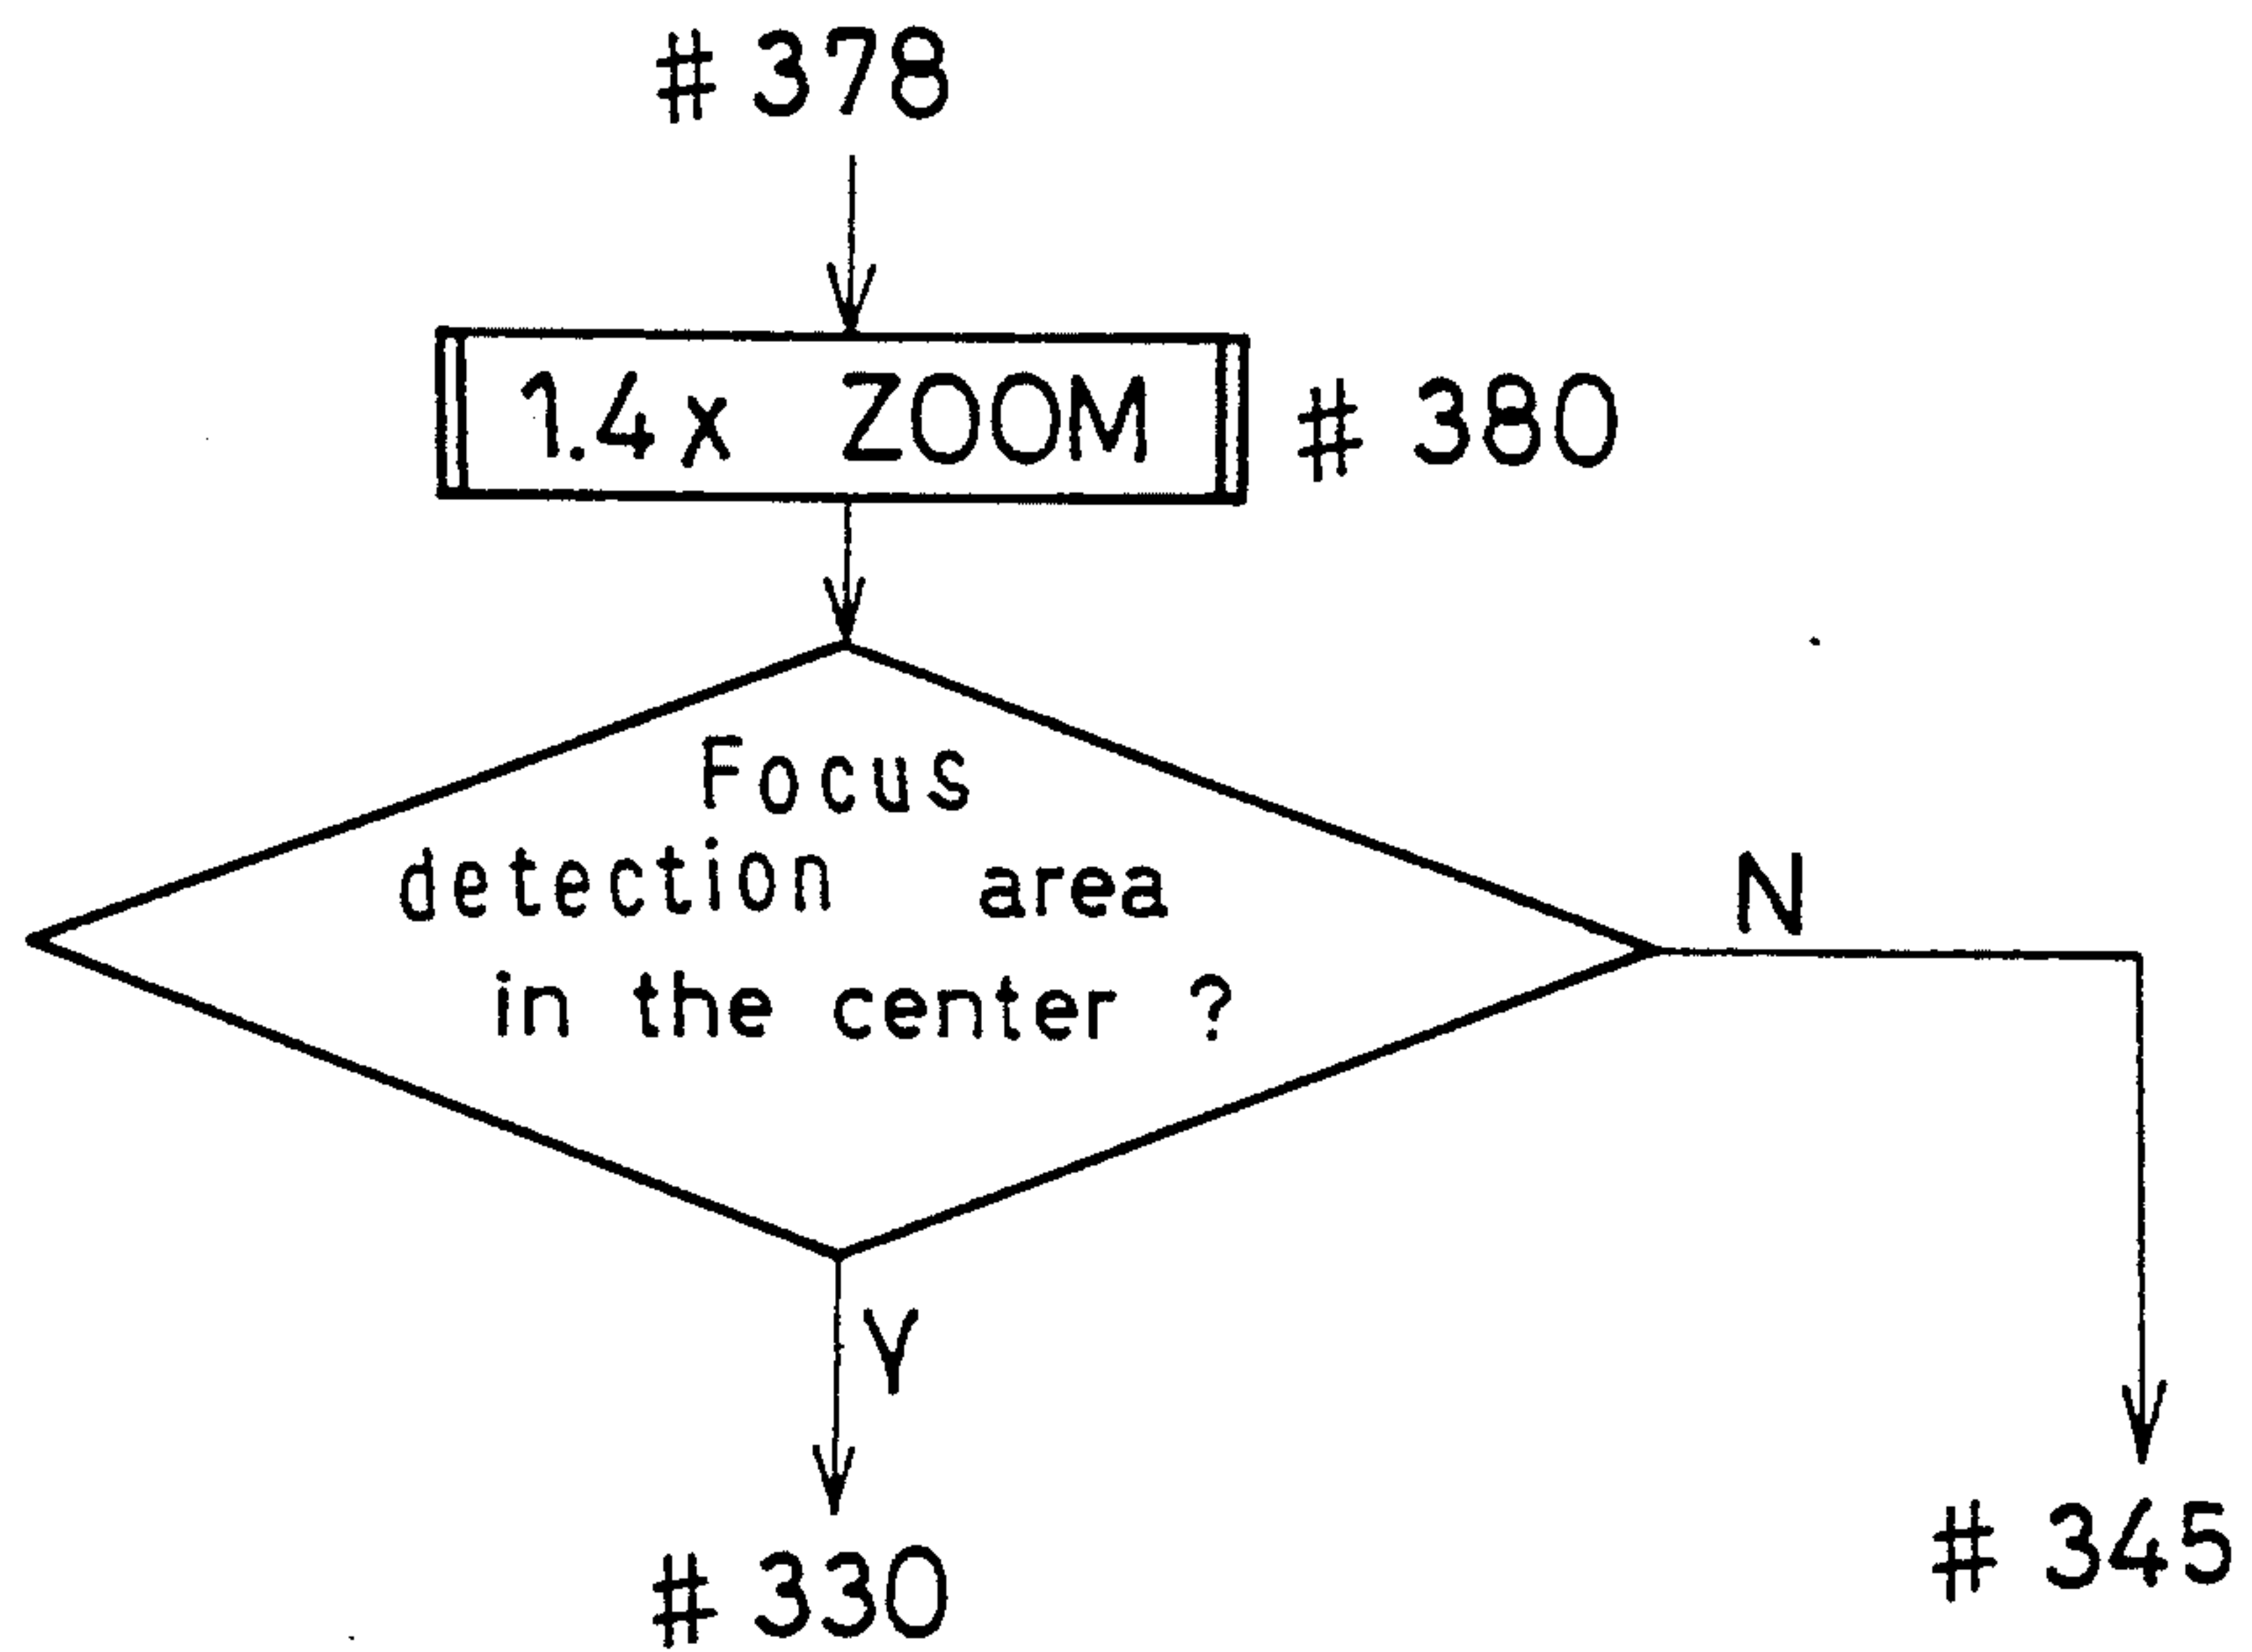 # 378
1.4x ZOOM
# 380
Focus
detection area
in the center ?
N
Y
# 330
# 345